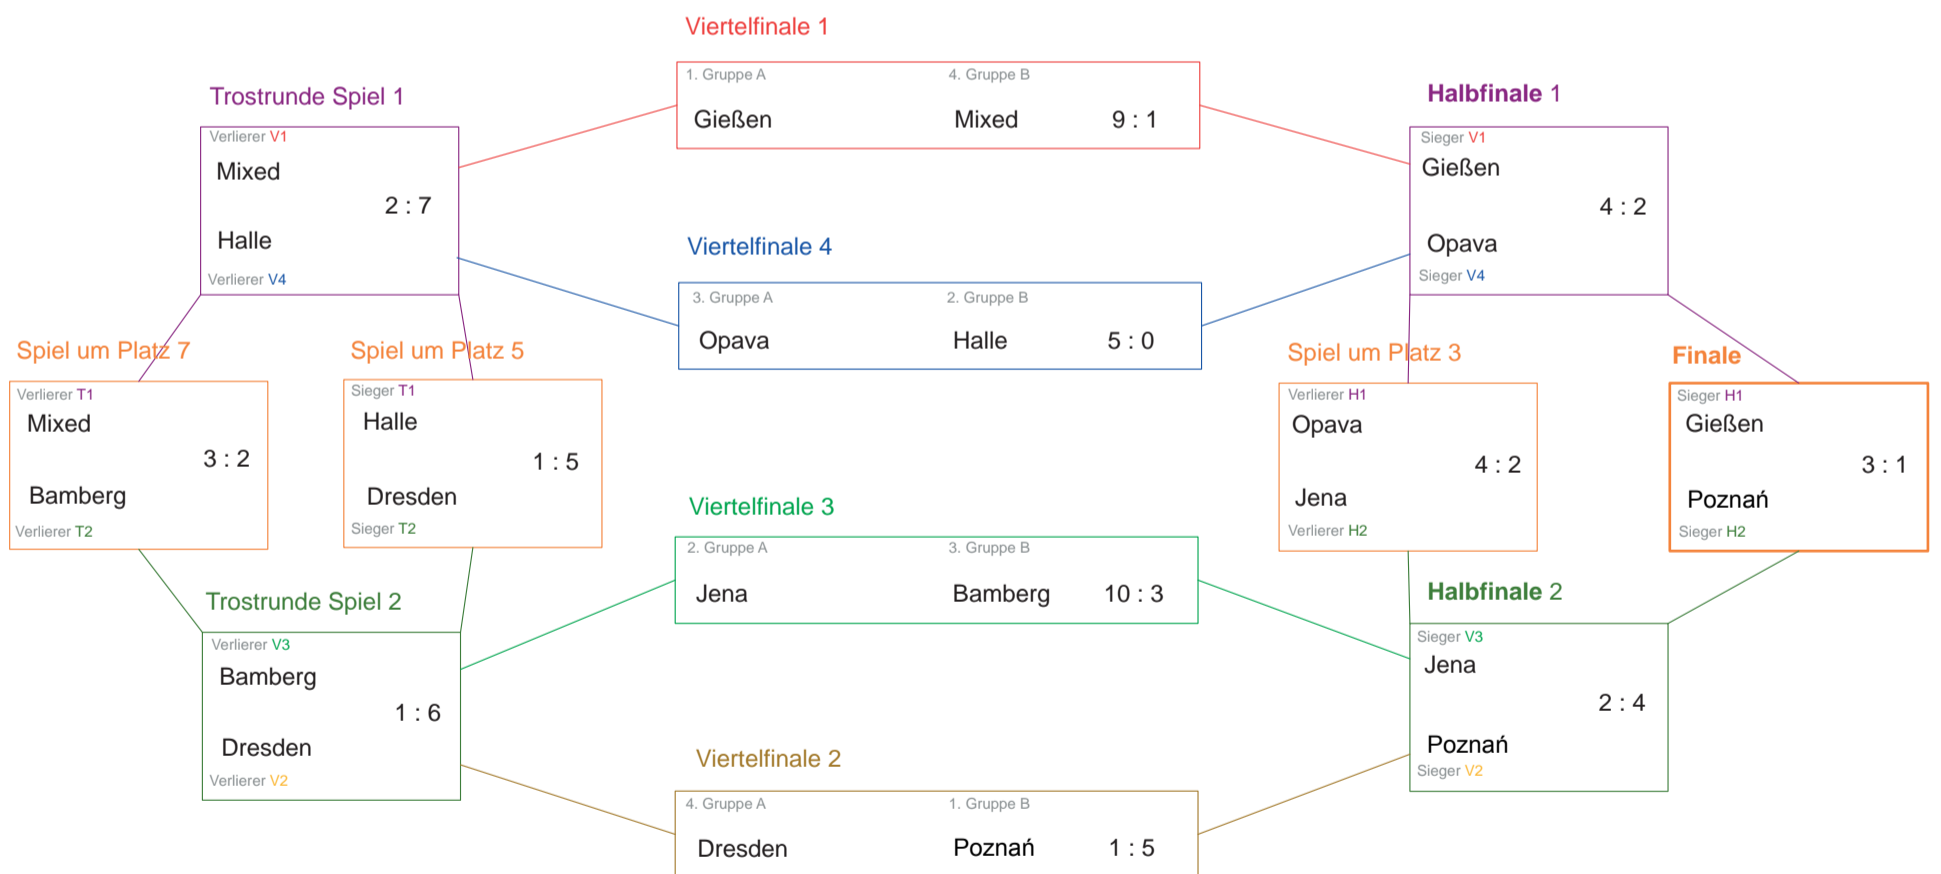 Viertelfinale 1
1. Gruppe A 4. Gruppe B
Gießen Mixed 9 : 1
Trostrunde Spiel 1
Verlierer V1
Mixed
2 : 7
Halle
Verlierer V4
Halbfinale 1
Sieger V1
Gießen
4 : 2
Opava
Sieger V4
Viertelfinale 4
3. Gruppe A 2. Gruppe B
Opava Halle 5 : 0
Spiel um Platz 7
Verlierer T1
Mixed
3 : 2
Bamberg
Verlierer T2
Spiel um Platz 5
Sieger T1
Halle
1 : 5
Dresden
Sieger T2
Spiel um Platz 3
Verlierer H1
Opava
4 : 2
Jena
Verlierer H2
Finale
Sieger H1
Gießen
3 : 1
Poznań
Sieger H2
Viertelfinale 3
2. Gruppe A 3. Gruppe B
Jena Bamberg 10 : 3
Trostrunde Spiel 2
Verlierer V3
Bamberg
1 : 6
Dresden
Verlierer V2
Halbfinale 2
Sieger V3
Jena
2 : 4
Poznań
Sieger V2
Viertelfinale 2
4. Gruppe A 1. Gruppe B
Dresden Poznań 1 : 5